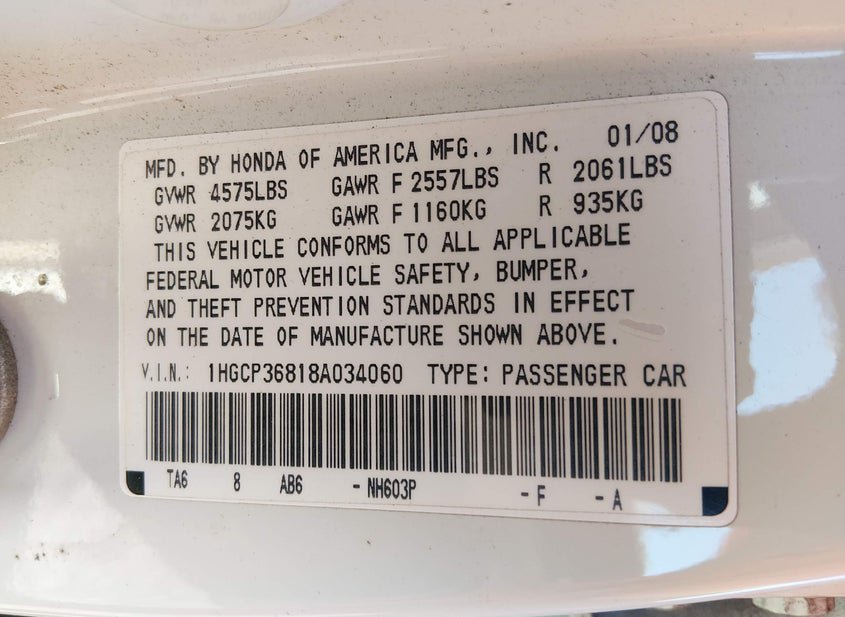 MFD. BY HONDA OF AMERICA MFG., INC. 01/08
GVWR 4575LBS GAWR F 2557LBS R 2061LBS
GVWR 2075KG GAWR F 1160KG R 935KG
THIS VEHICLE CONFORMS TO ALL APPLICABLE
FEDERAL MOTOR VEHICLE SAFETY, BUMPER,
AND THEFT PREVENTION STANDARDS IN EFFECT
ON THE DATE OF MANUFACTURE SHOWN ABOVE.
V.I.N.: 1HGCP36818A034060 TYPE: PASSENGER CAR
TA6 8 AB6 - NH603P - F - A